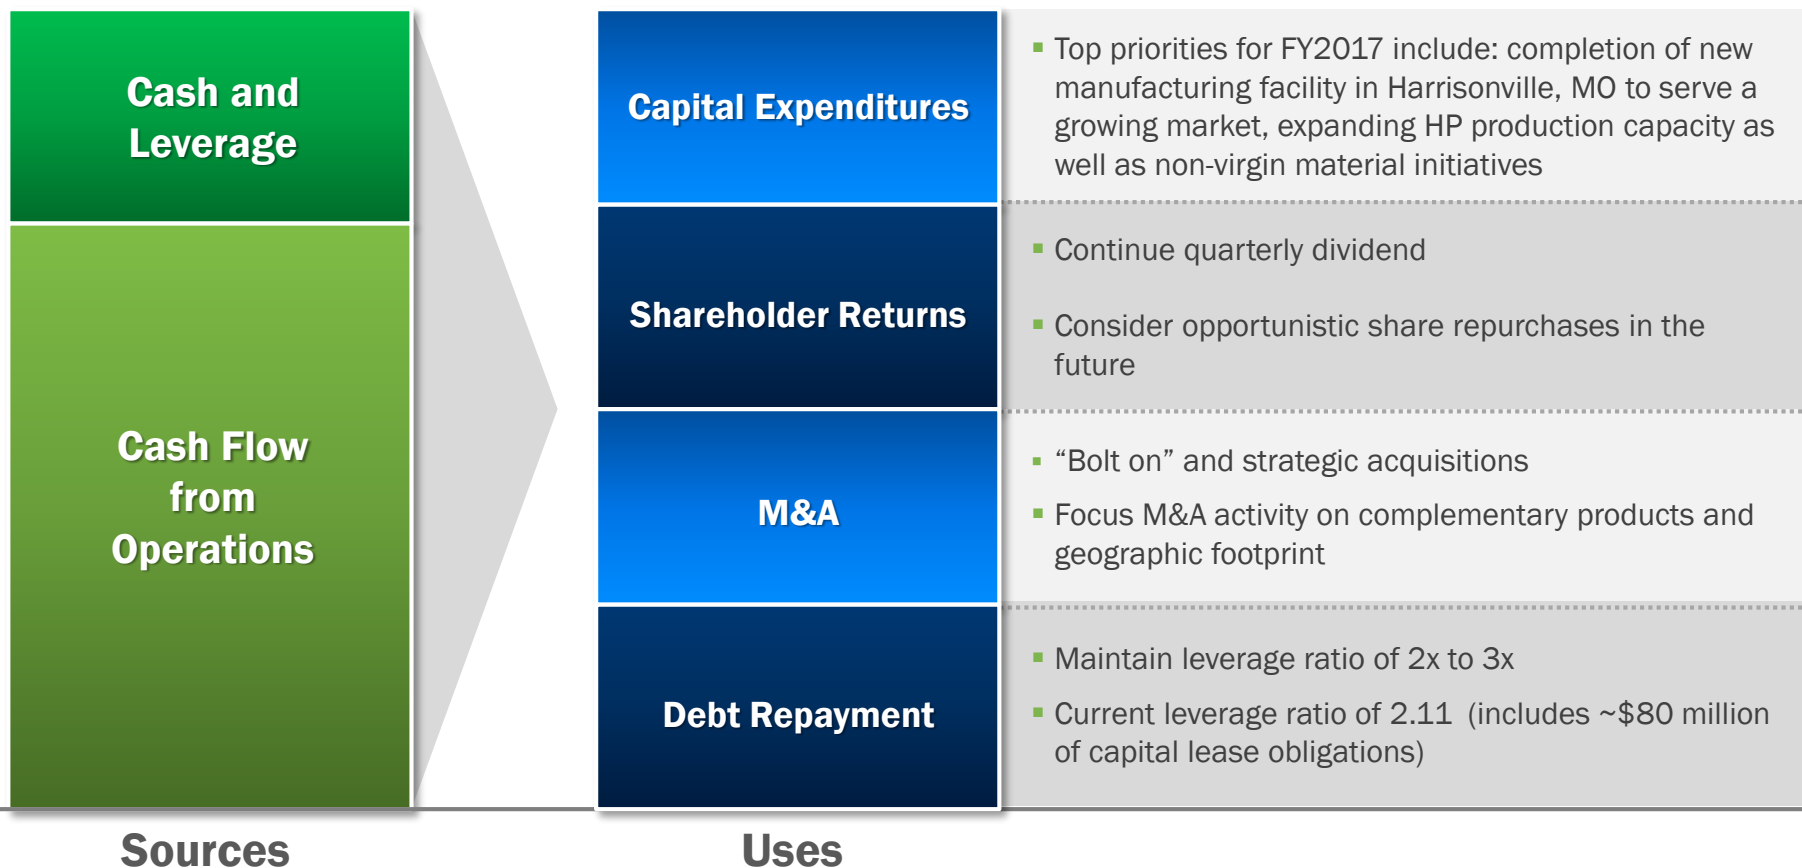 Cash and
Leverage
Cash Flow
from
Operations
Sources
Capital Expenditures
▪ Top priorities for FY2017 include: completion of new
manufacturing facility in Harrisonville, MO to serve a
growing market, expanding HP production capacity as
well as non-virgin material initiatives
Shareholder Returns
▪ Continue quarterly dividend
▪ Consider opportunistic share repurchases in the
future
M&A
▪ “Bolt on” and strategic acquisitions
▪ Focus M&A activity on complementary products and
geographic footprint
Debt Repayment
▪ Maintain leverage ratio of 2x to 3x
▪ Current leverage ratio of 2.11 (includes ~$80 million
of capital lease obligations)
Uses